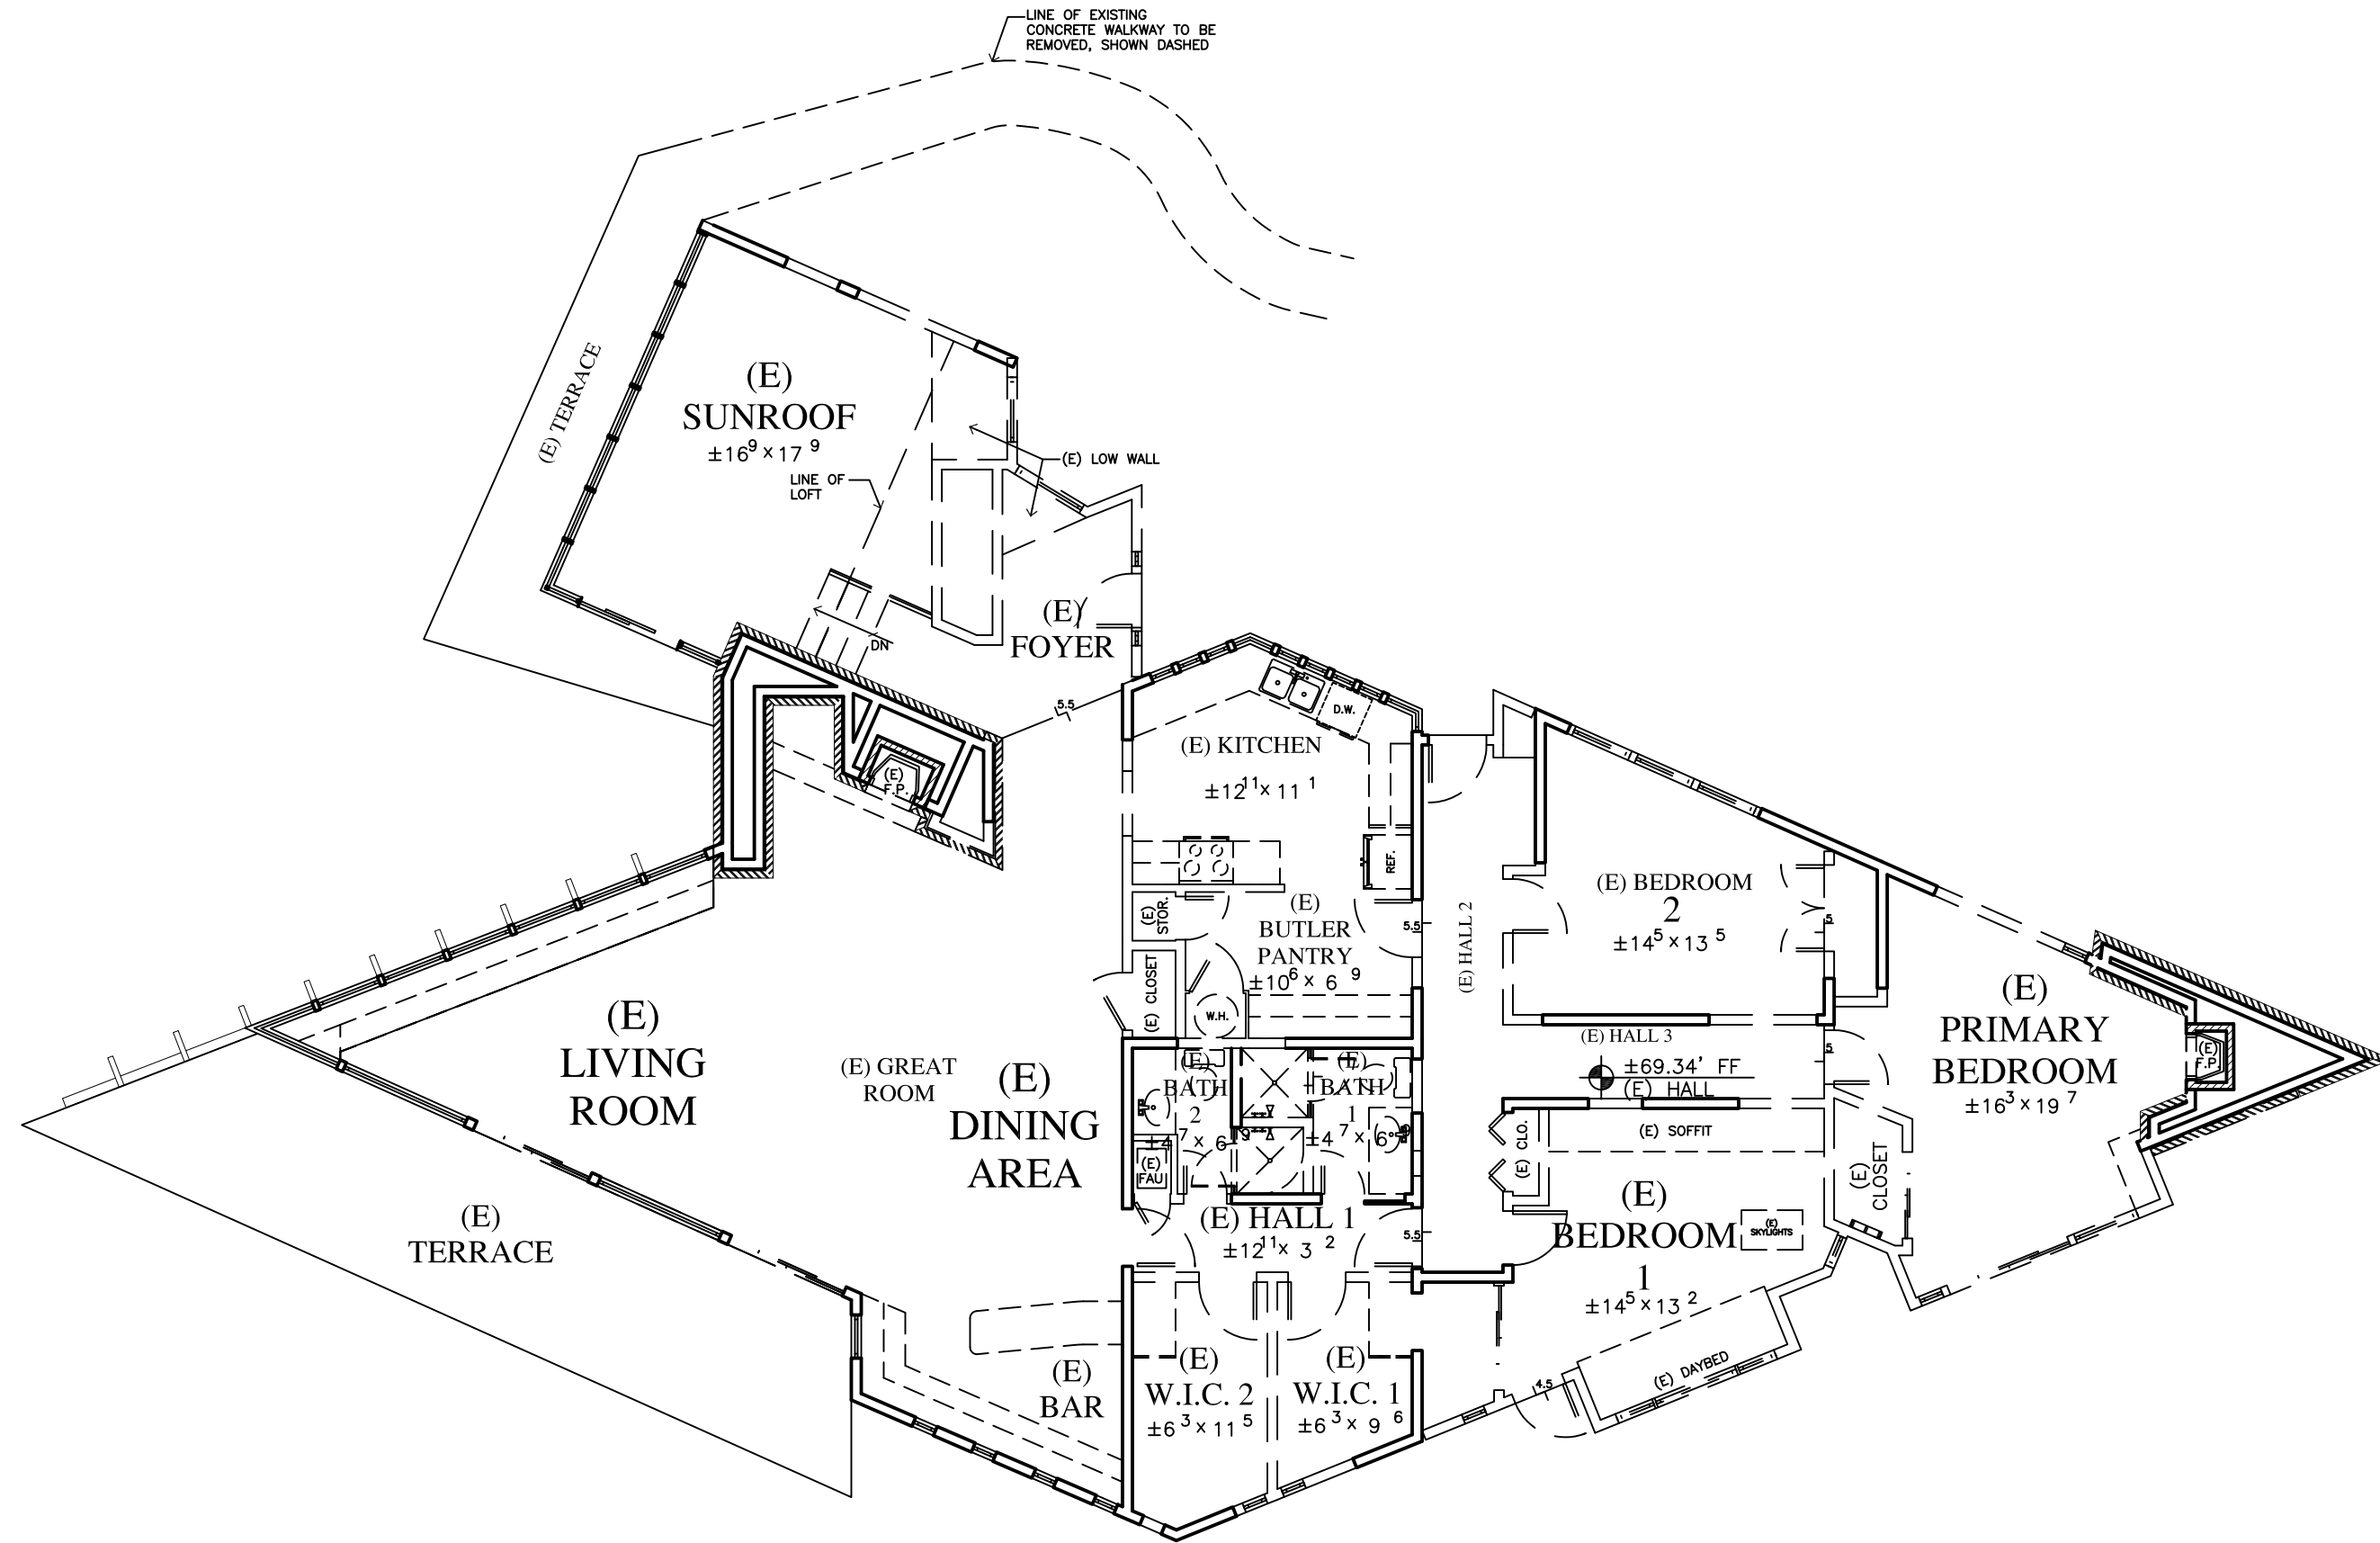 LINE OF EXISTING
CONCRETE WALKWAY TO BE
REMOVED, SHOWN DASHED
(E) TERRACE
(E)
SUNROOF
±16⁹ × 17 ⁹
LINE OF
LOFT
(E) LOW WALL
(E)
FOYER
DN
5.5
(E)
F.P.
(E) KITCHEN
±12¹¹ × 11 ¹
D.W.
REF.
(E)
STOR.
(E)
BUTLER
PANTRY
±10⁶ × 6 ⁹
5.5
(E) CLOSET
W.H.
(E) HALL 2
(E) BEDROOM
2
±14⁵ × 13 ⁵
5
(E) HALL 3
±69.34' FF
(E) HALL
5
(E)
PRIMARY
BEDROOM
±16³ × 19 ⁷
(E)
F.P.
(E)
LIVING
ROOM
(E) GREAT
ROOM
(E)
DINING
AREA
(E)
BATH
2
±4 ⁷ × 6 ⁹
(E)
BATH
1
±4 ⁷ × 6 ⁹
(E)
FAU
(E) CLO.
(E) SOFFIT
(E)
CLOSET
(E)
TERRACE
(E) HALL 1
±12¹¹ × 3 ²
5.5
(E)
BEDROOM
1
±14⁵ × 13 ²
(E)
SKYLIGHTS
(E)
BAR
(E)
W.I.C. 2
±6 ³ × 11 ⁵
(E)
W.I.C. 1
±6 ³ × 9 ⁶
4.5
(E) DAYBED